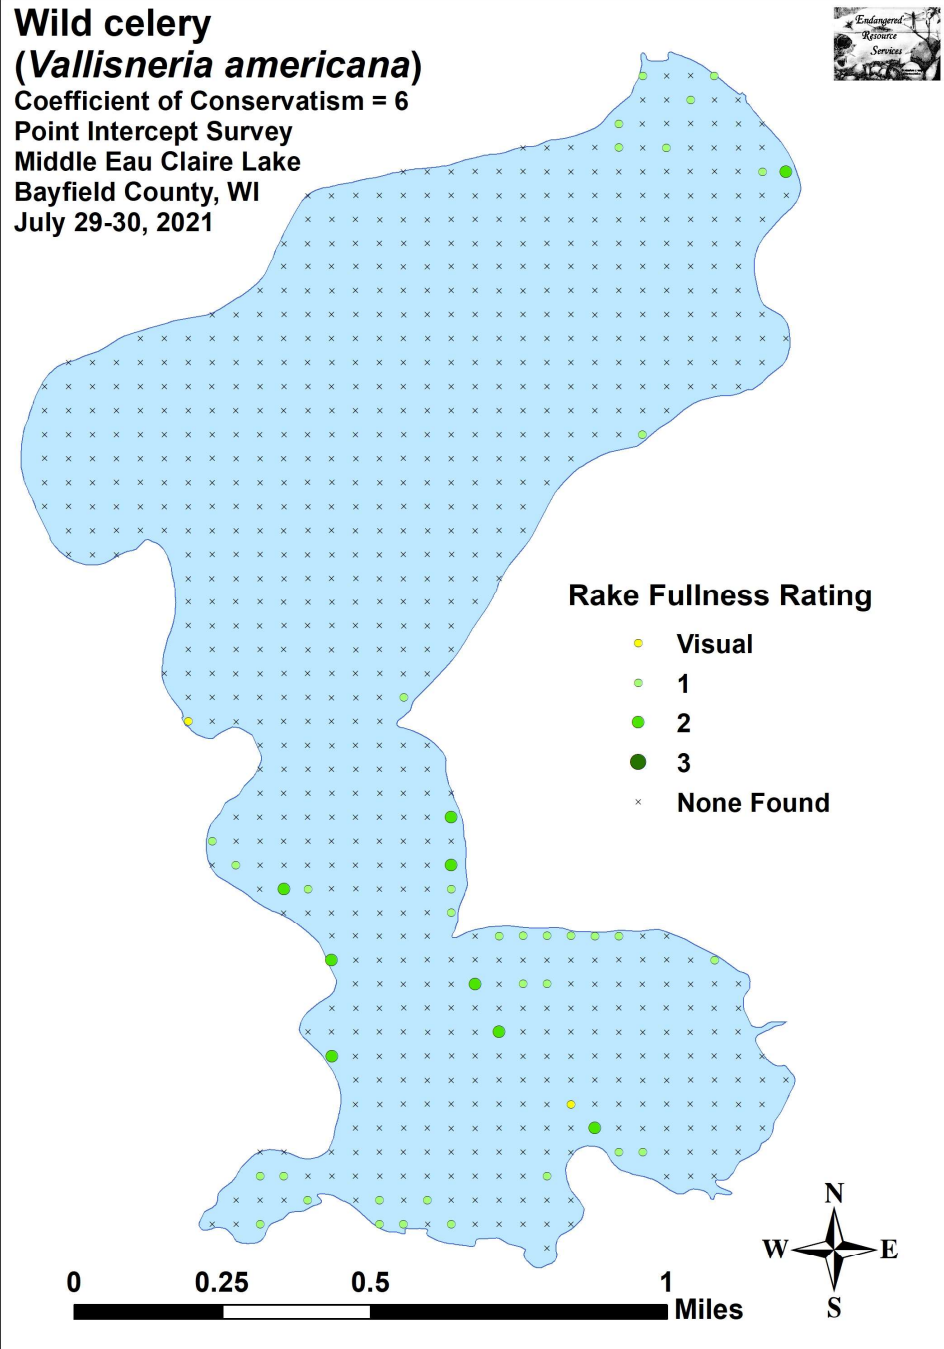 Wild celery
(Vallisneria americana)
Coefficient of Conservatism = 6
Point Intercept Survey
Middle Eau Claire Lake
Bayfield County, WI
July 29-30, 2021
Endangered
Resource
Services
Rake Fullness Rating
Visual
1
2
3
None Found
N
W E
S
0 0.25 0.5 1
Miles